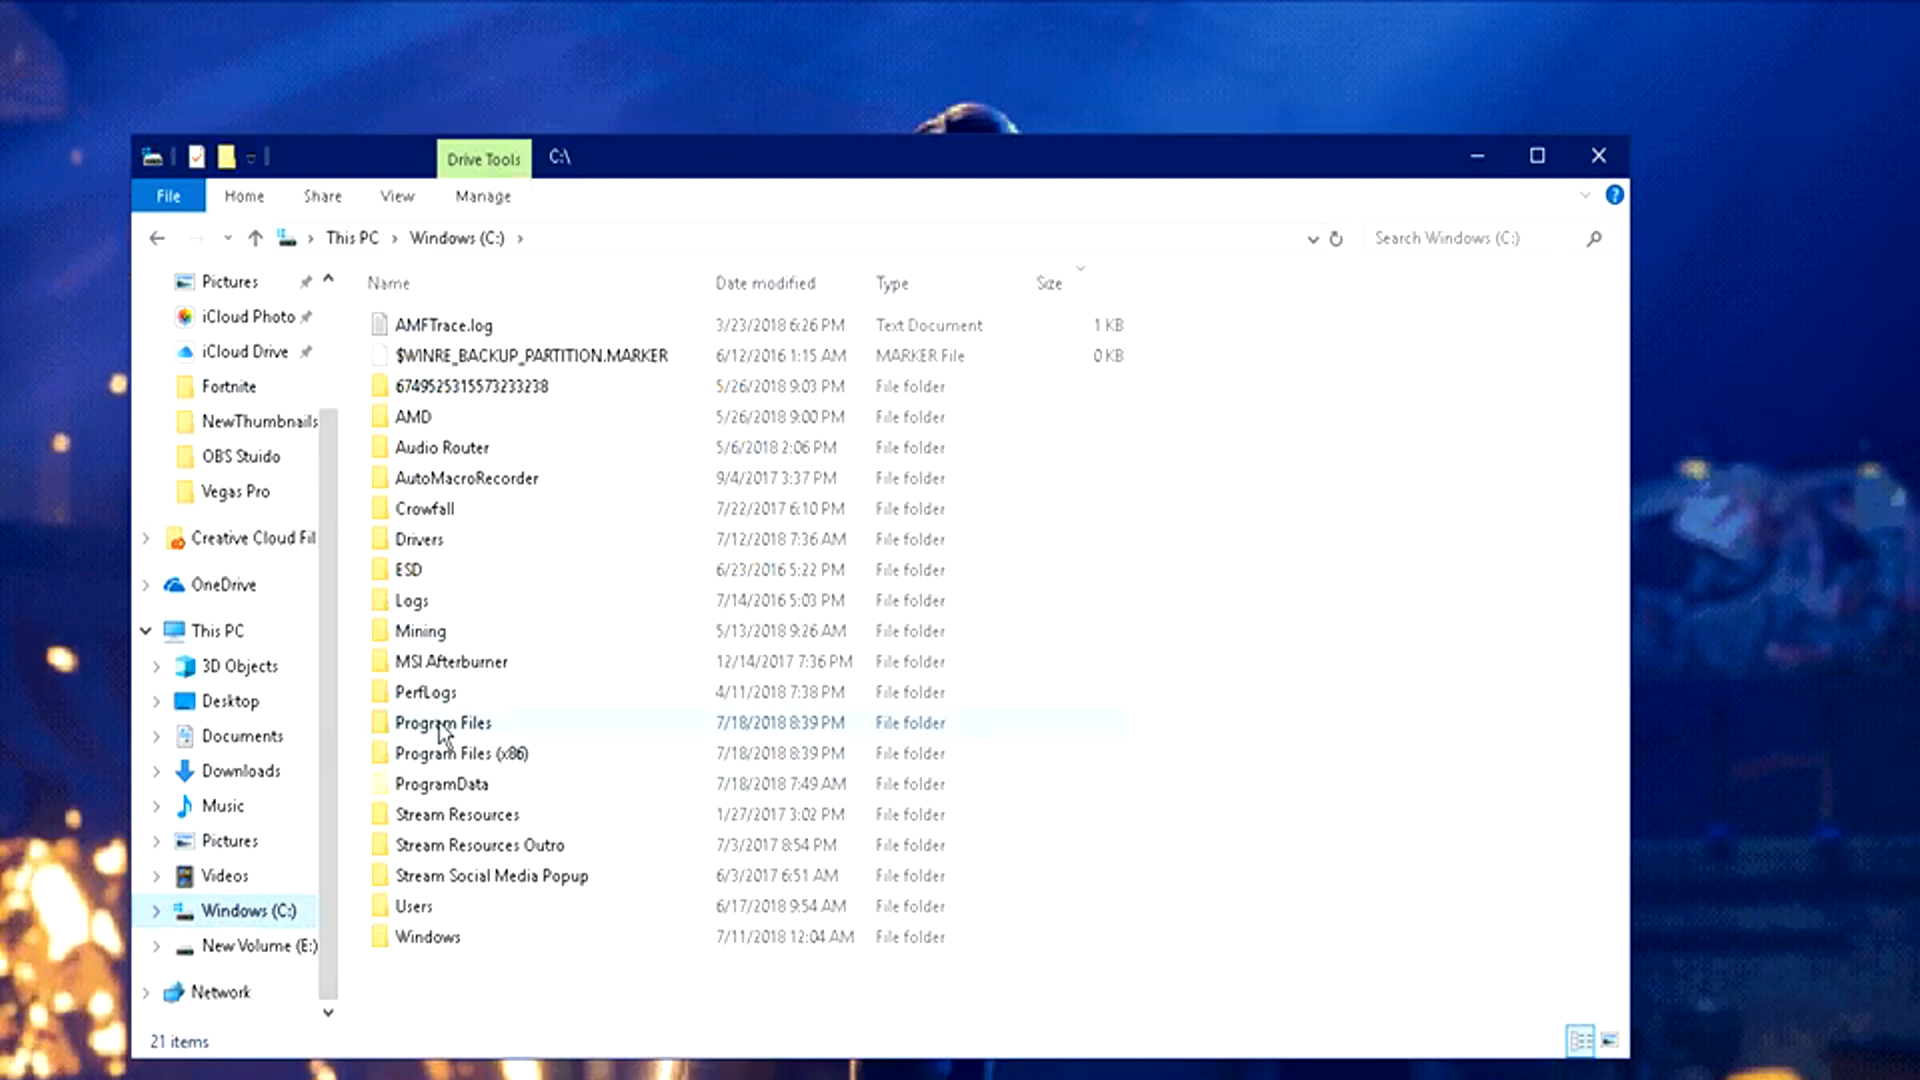 Drive Tools C:\
File Home Share View Manage
This PC Windows (C:) Search Windows (C:)
Pictures
iCloud Photo
iCloud Drive
Fortnite
NewThumbnails
OBS Stuido
Vegas Pro
Creative Cloud Fil
OneDrive
This PC
3D Objects
Desktop
Documents
Downloads
Music
Pictures
Videos
Windows (C:)
New Volume (E:)
Network
Name Date modified Type Size
AMFTrace.log 3/23/2018 6:26 PM Text Document 1 KB
$WINRE_BACKUP_PARTITION.MARKER 6/12/2016 1:15 AM MARKER File 0 KB
6749525315573233238 5/26/2018 9:03 PM File folder
AMD 5/26/2018 9:00 PM File folder
Audio Router 5/6/2018 2:06 PM File folder
AutoMacroRecorder 9/4/2017 3:37 PM File folder
Crowfall 7/22/2017 6:10 PM File folder
Drivers 7/12/2018 7:36 AM File folder
ESD 6/23/2016 5:22 PM File folder
Logs 7/14/2016 5:03 PM File folder
Mining 5/13/2018 9:26 AM File folder
MSI Afterburner 12/14/2017 7:36 PM File folder
PerfLogs 4/11/2018 7:38 PM File folder
Program Files 7/18/2018 8:39 PM File folder
Program Files (x86) 7/18/2018 8:39 PM File folder
ProgramData 7/18/2018 7:49 AM File folder
Stream Resources 1/27/2017 3:02 PM File folder
Stream Resources Outro 7/3/2017 8:54 PM File folder
Stream Social Media Popup 6/3/2017 6:51 AM File folder
Users 6/17/2018 9:54 AM File folder
Windows 7/11/2018 12:04 AM File folder
21 items